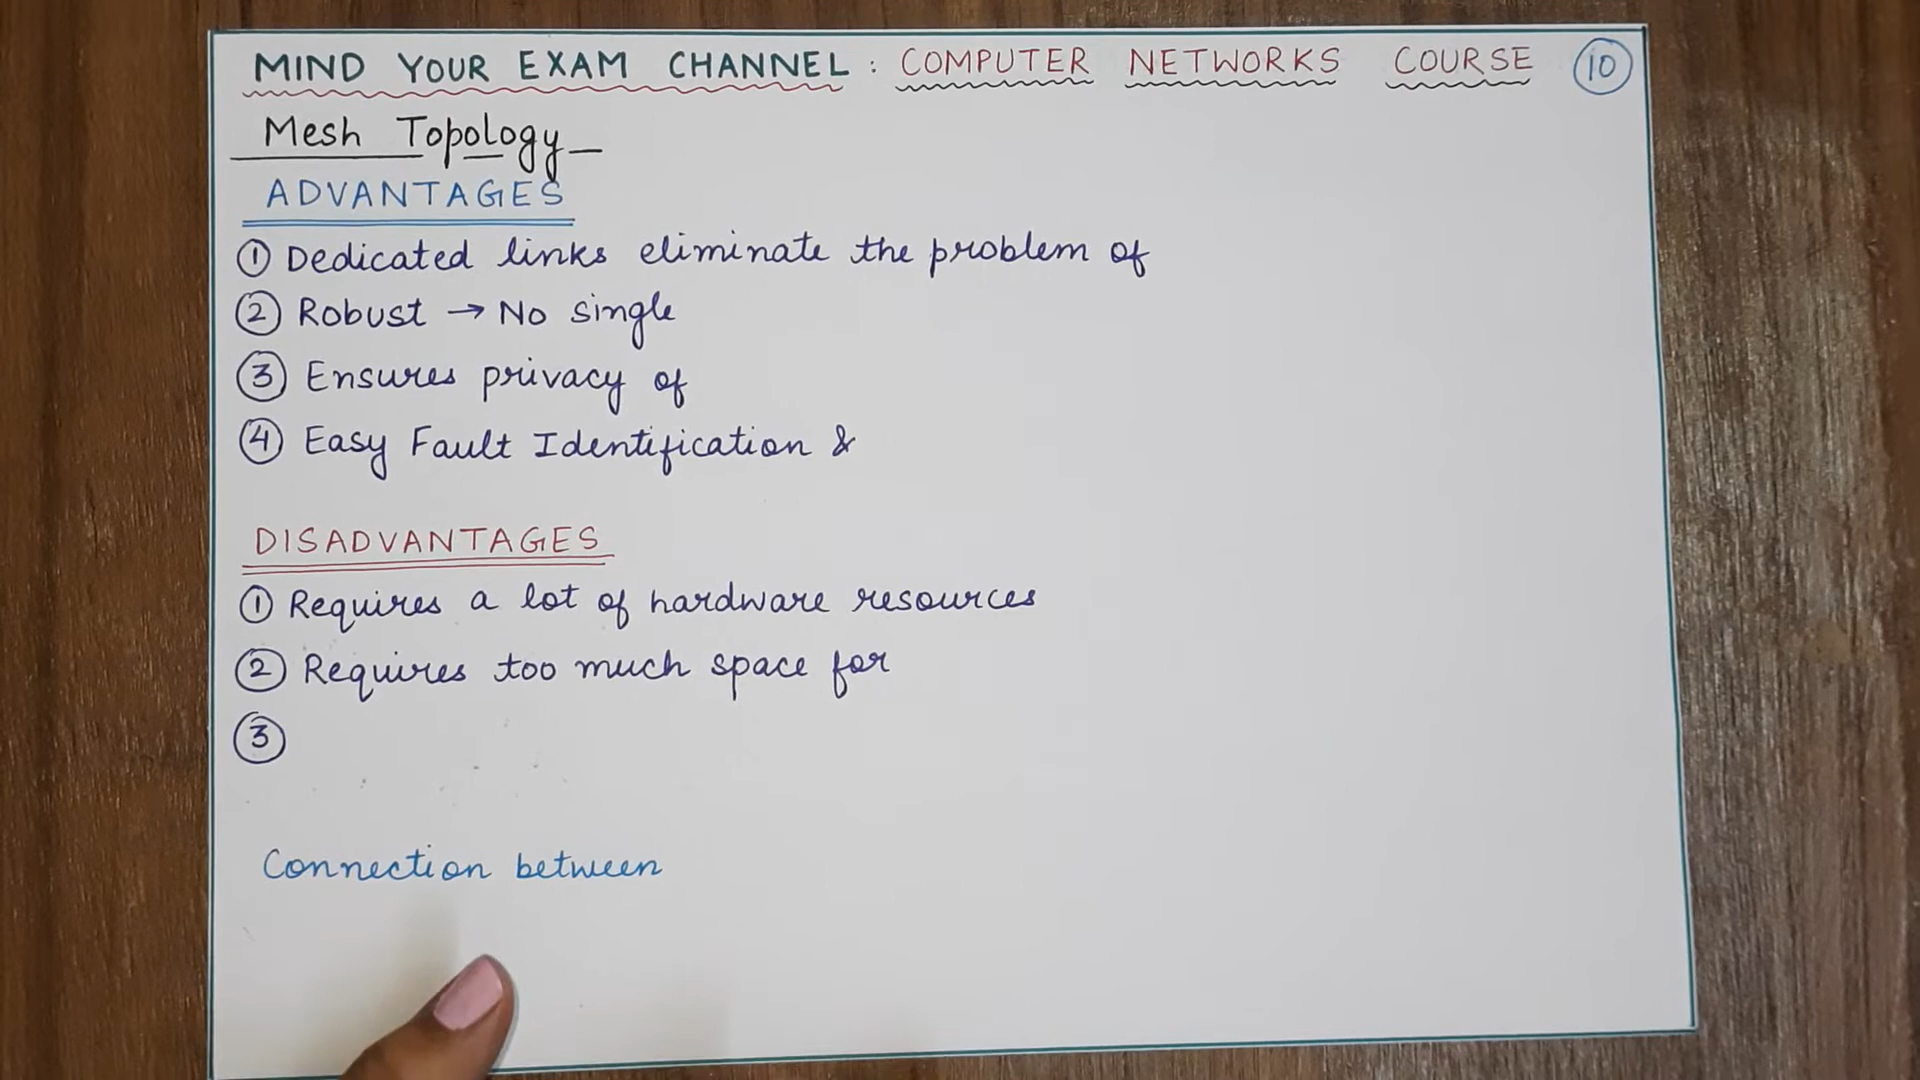 MIND YOUR EXAM CHANNEL : COMPUTER NETWORKS COURSE 10
Mesh Topology
ADVANTAGES
1 Dedicated links eliminate the problem of
2 Robust → No single
3 Ensures privacy of
4 Easy Fault Identification &
DISADVANTAGES
1 Requires a lot of hardware resources
2 Requires too much space for
3
Connection between